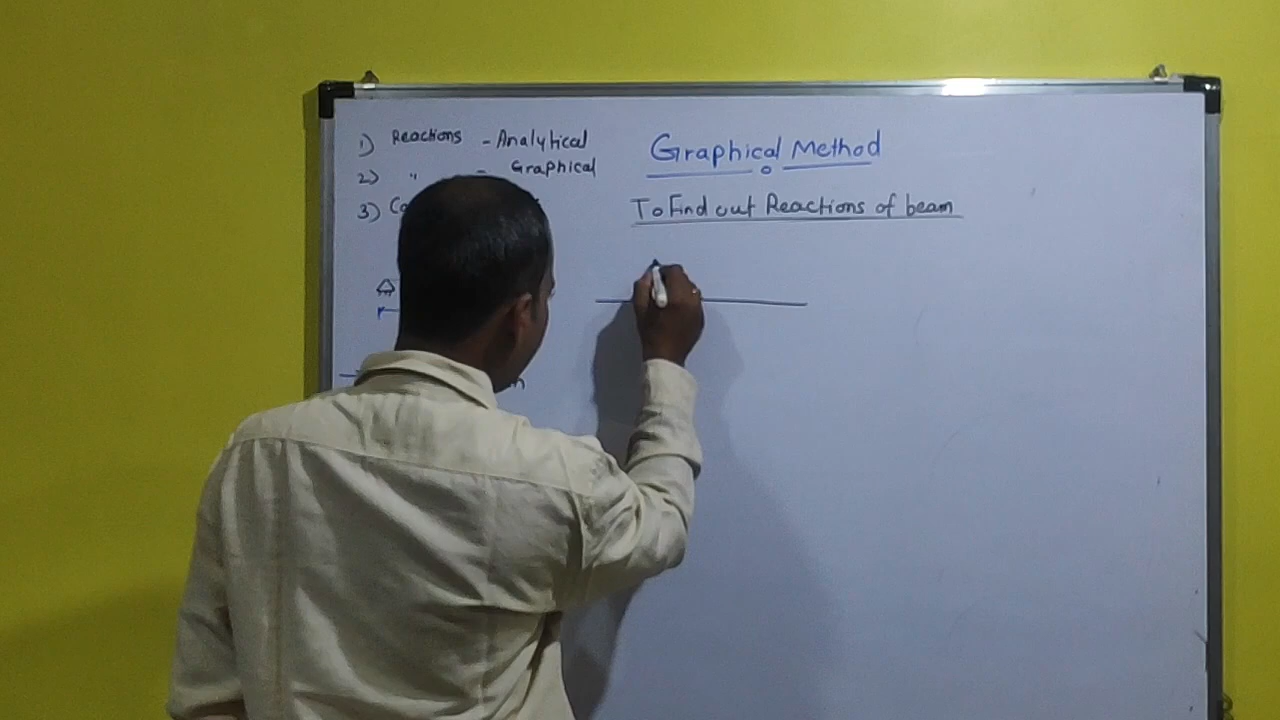 1) Reactions - Analytical
2) " - Graphical
3)
Graphical Method
To Find out Reactions of beam